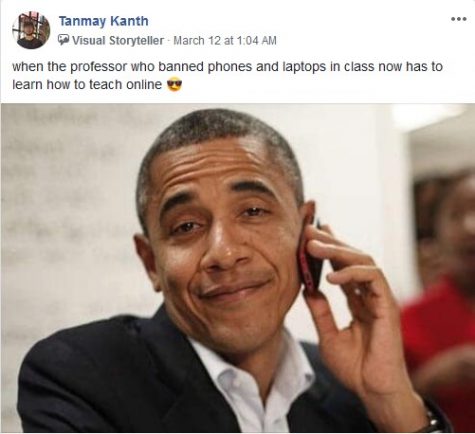 Tanmay Kanth
Visual Storyteller · March 12 at 1:04 AM
when the professor who banned phones and laptops in class now has to
learn how to teach online 😎